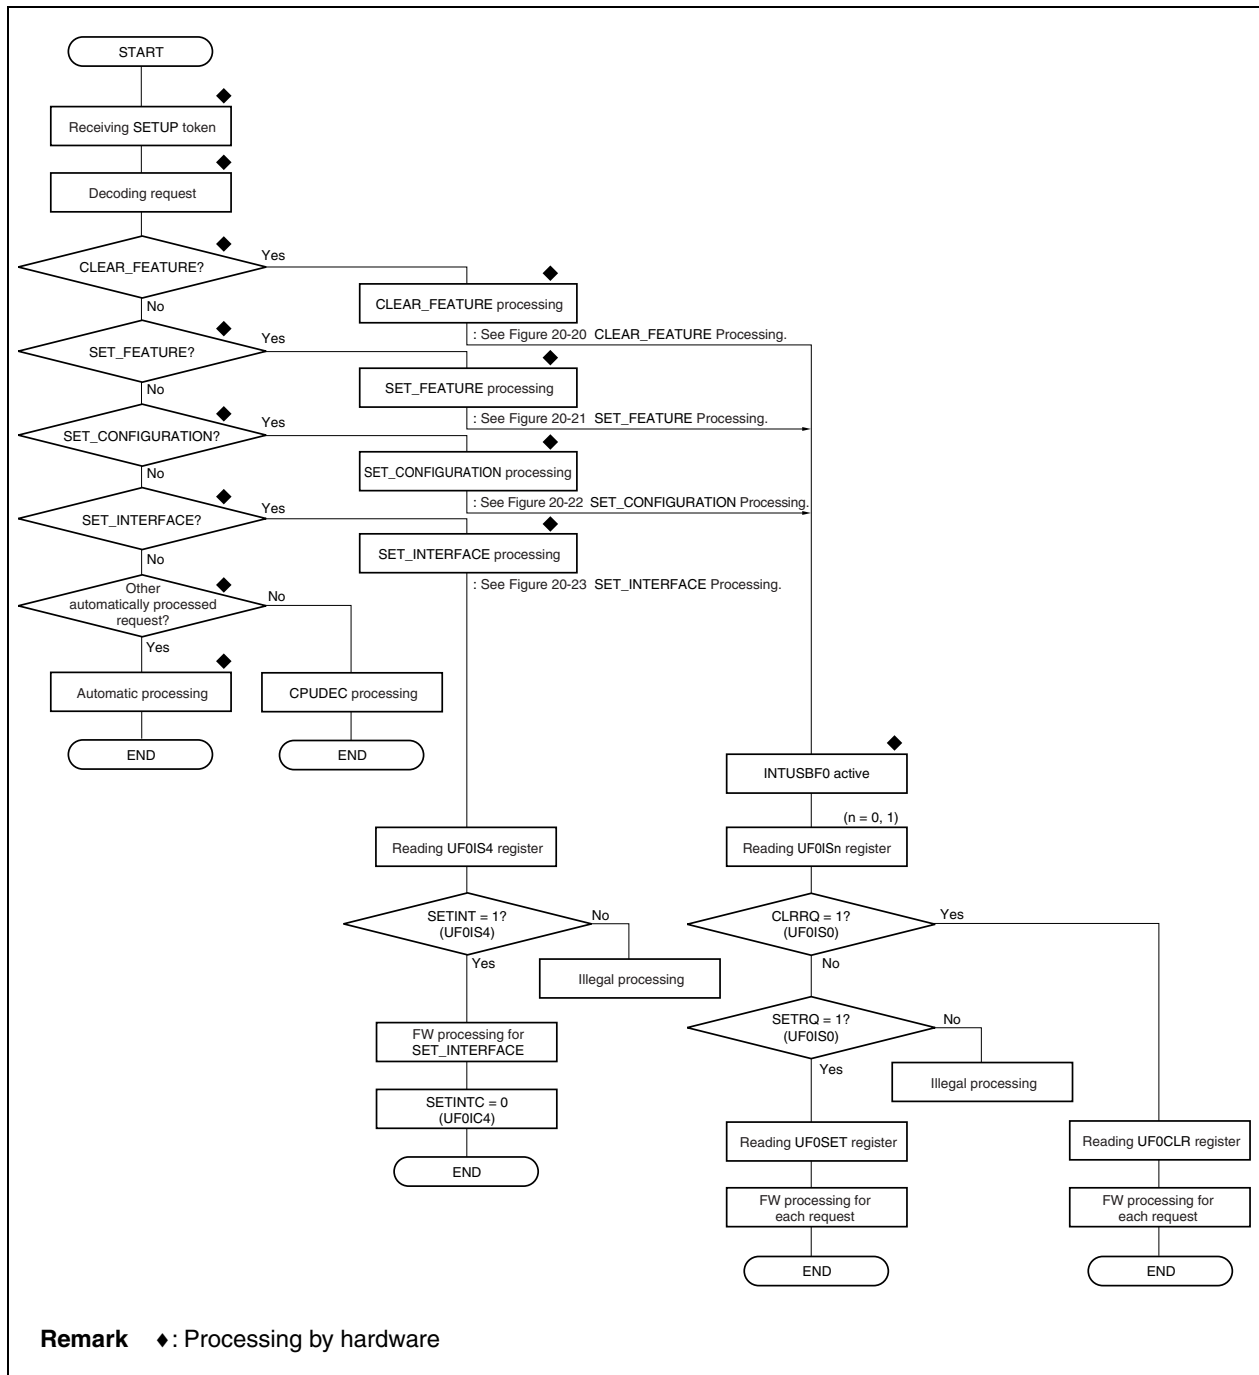 START
Receiving SETUP token
Decoding request
CLEAR_FEATURE?
Yes
No
CLEAR_FEATURE processing
: See Figure 20-20 CLEAR_FEATURE Processing.
SET_FEATURE?
Yes
No
SET_FEATURE processing
: See Figure 20-21 SET_FEATURE Processing.
SET_CONFIGURATION?
Yes
No
SET_CONFIGURATION processing
: See Figure 20-22 SET_CONFIGURATION Processing.
SET_INTERFACE?
Yes
No
SET_INTERFACE processing
: See Figure 20-23 SET_INTERFACE Processing.
Other
automatically processed
request?
No
Yes
Automatic processing
CPUDEC processing
END
END
INTUSBF0 active
(n = 0, 1)
Reading UF0IS4 register
Reading UF0ISn register
SETINT = 1?
(UF0IS4)
No
Yes
Illegal processing
CLRRQ = 1?
(UF0IS0)
Yes
No
FW processing for
SET_INTERFACE
SETRQ = 1?
(UF0IS0)
No
Yes
Illegal processing
SETINTC = 0
(UF0IC4)
END
Reading UF0SET register
Reading UF0CLR register
FW processing for
each request
FW processing for
each request
END
END
Remark ♦: Processing by hardware